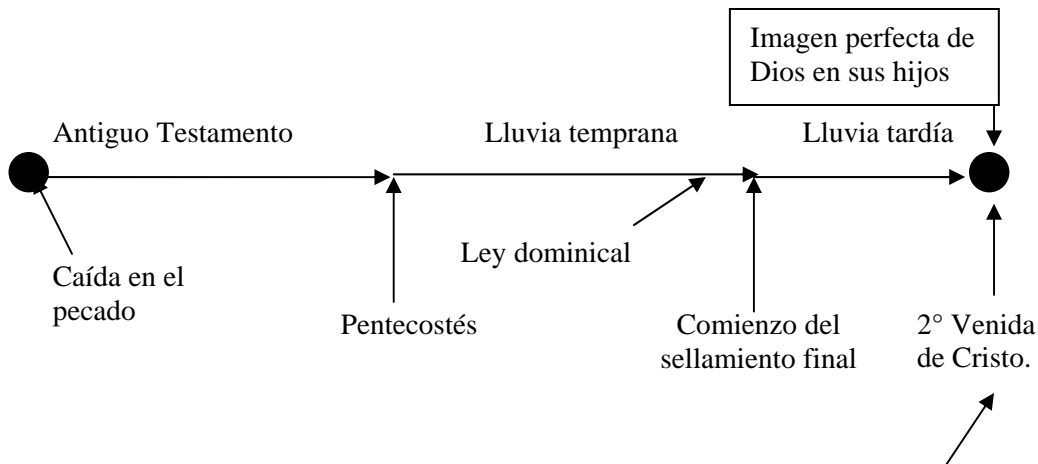 Imagen perfecta de
Dios en sus hijos
Antiguo Testamento
Lluvia temprana
Lluvia tardía
Ley dominical
Caída en el
pecado
Pentecostés
Comienzo del
sellamiento final
2° Venida
de Cristo.